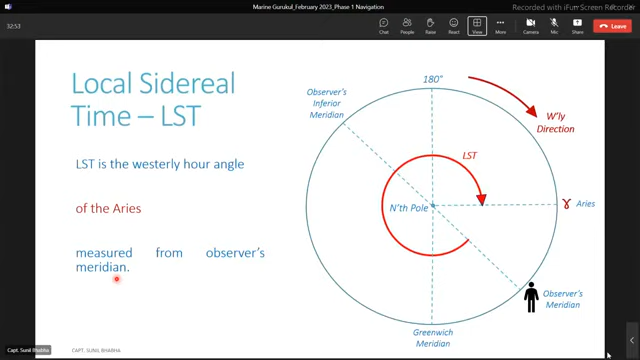 Marine Gurukul_February 2023_Phase 1 Navigation
Recorded with iFun Screen Recorder
32:53
Chat
People
Raise
React
View
More
Camera
Mic
Share
Leave
Local Sidereal
Time – LST
LST is the westerly hour angle
of the Aries
measured from observer's
meridian.
180°
Observer's
Inferior
Meridian
W'ly
Direction
LST
N'th Pole
♈ Aries
Observer's
Meridian
Greenwich
Meridian
Capt. Sunil Bhabha
CAPT. SUNIL BHABHA